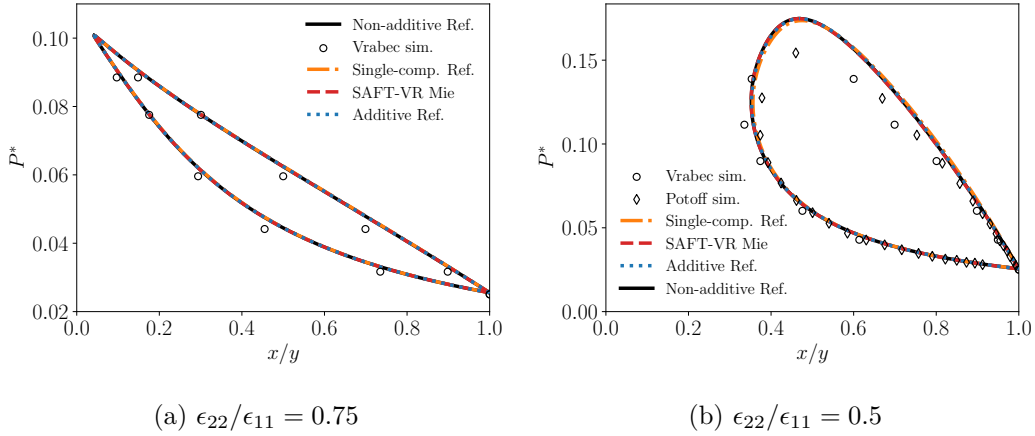 0.10
0.08
0.06
0.04
0.02
P*
0.0 0.2 0.4 0.6 0.8 1.0
x/y
Non-additive Ref.
Vrabec sim.
Single-comp. Ref.
SAFT-VR Mie
Additive Ref.
(a) ϵ22/ϵ11 = 0.75
0.15
0.10
0.05
0.00
P*
0.0 0.2 0.4 0.6 0.8 1.0
x/y
Vrabec sim.
Potoff sim.
Single-comp. Ref.
SAFT-VR Mie
Additive Ref.
Non-additive Ref.
(b) ϵ22/ϵ11 = 0.5